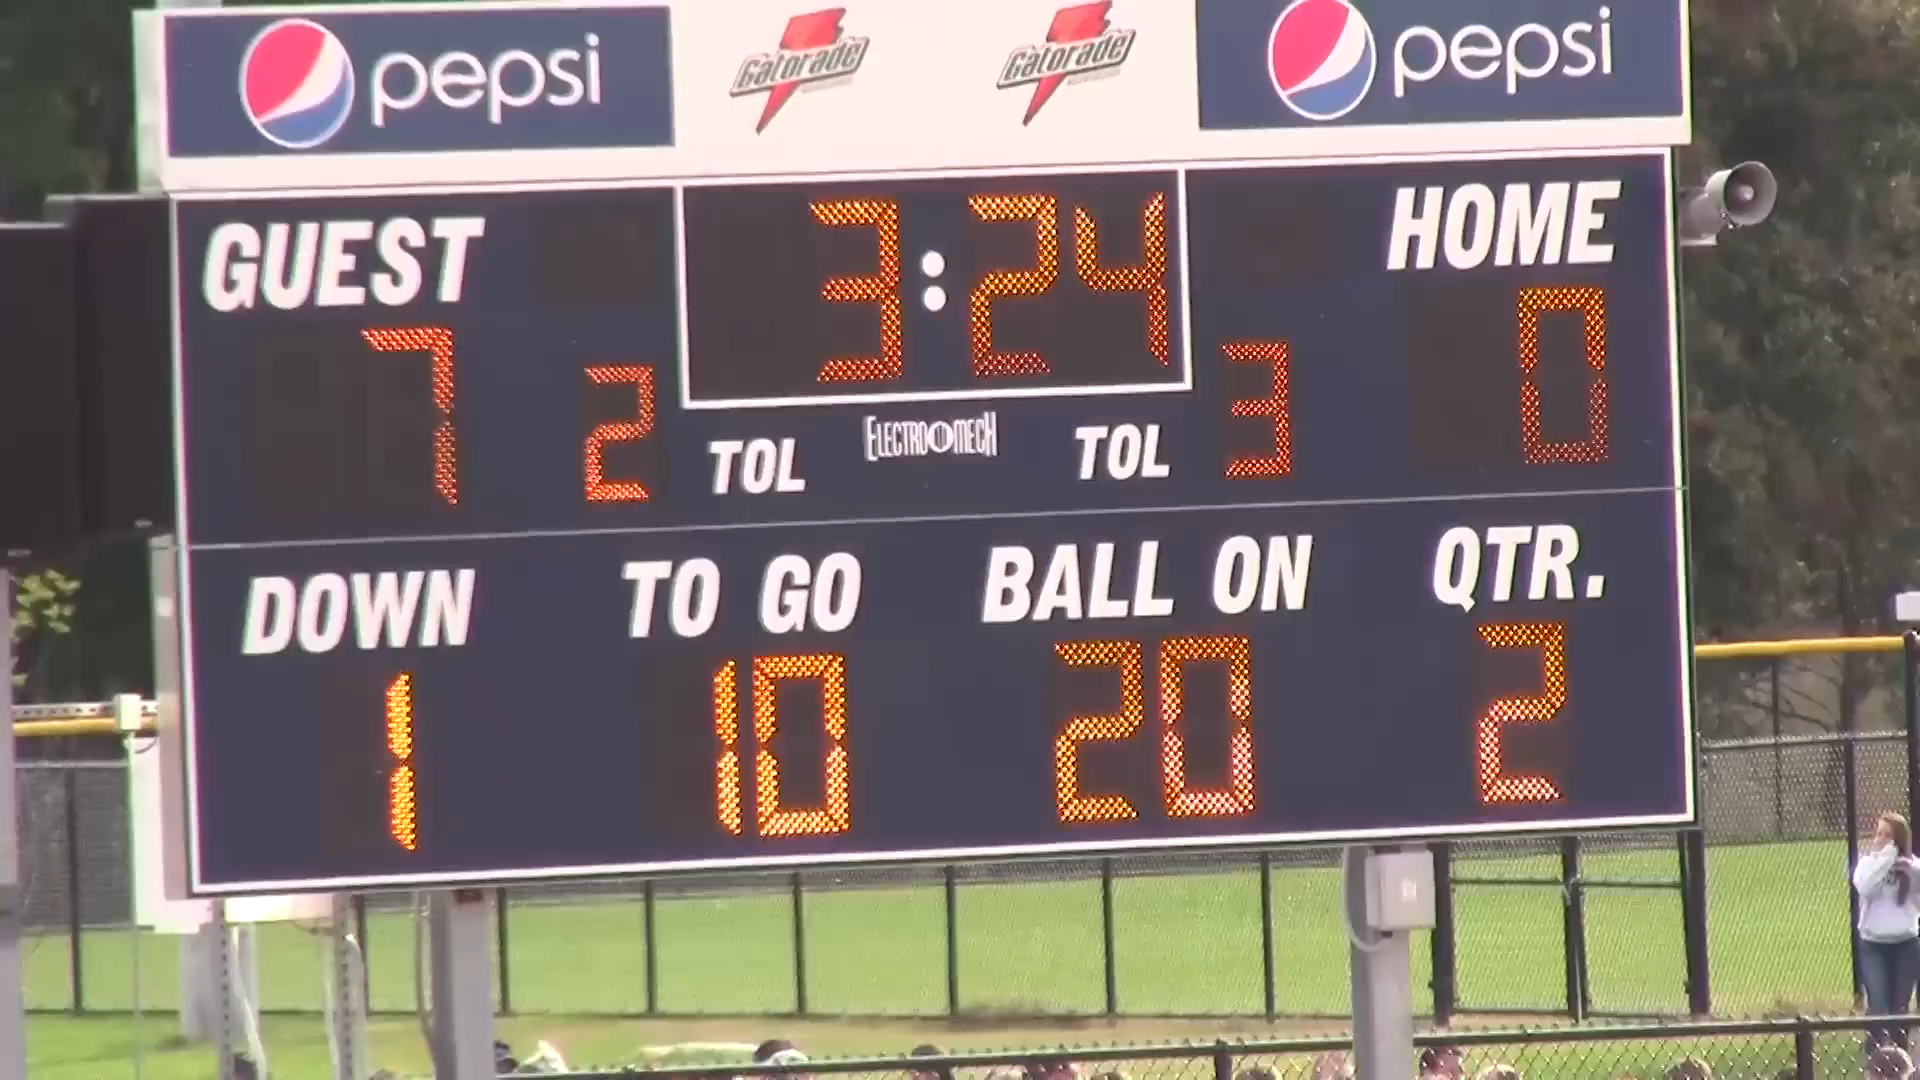 pepsi Gatorade Gatorade pepsi
GUEST 3:24 HOME
7 2 TOL ELECTRO MECH TOL 3 0
DOWN TO GO BALL ON QTR.
1 10 20 2